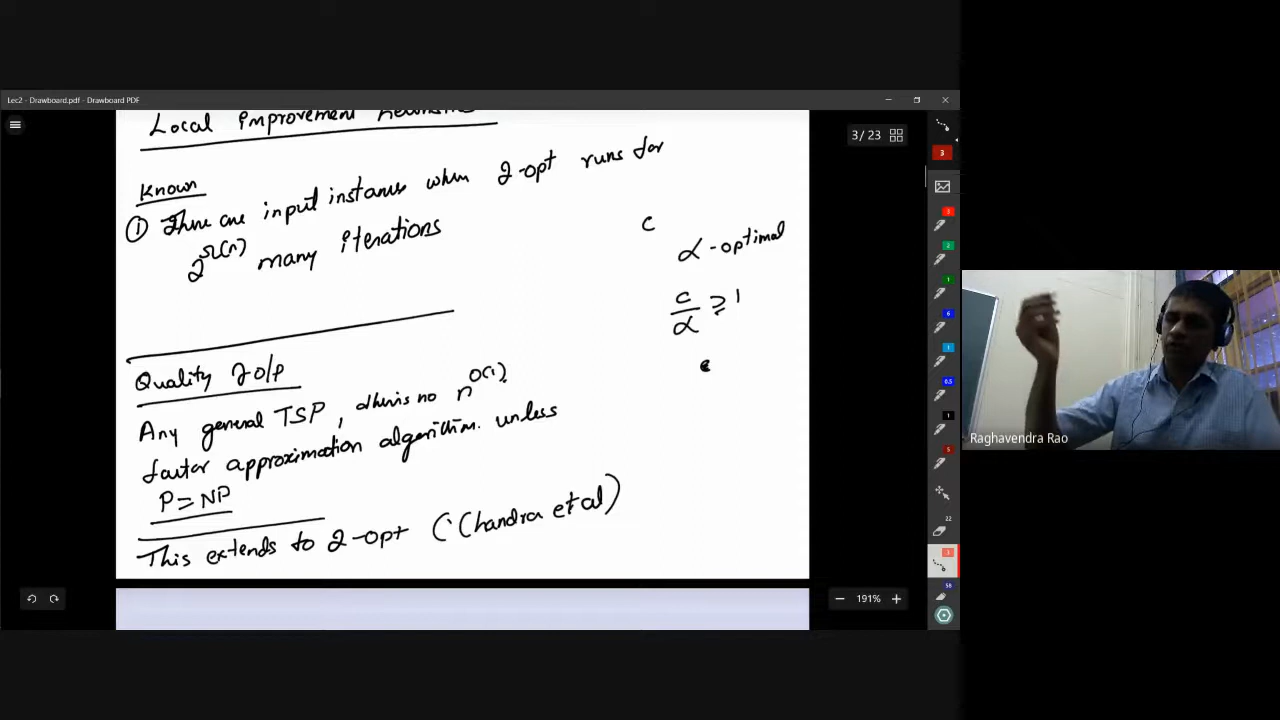 Lec2 - Drawboard.pdf - Drawboard PDF
3 / 23
Local Improvement
Known
① There are input instances when 2-opt runs for
2^Ω(n) many iterations
C
α-optimal
C/α ≥ 1
Quality of o/p
Any general TSP, there is no n^O(1)
factor approximation algorithm. unless
P = NP
This extends to 2-opt (Chandra et al)
191%
Raghavendra Rao